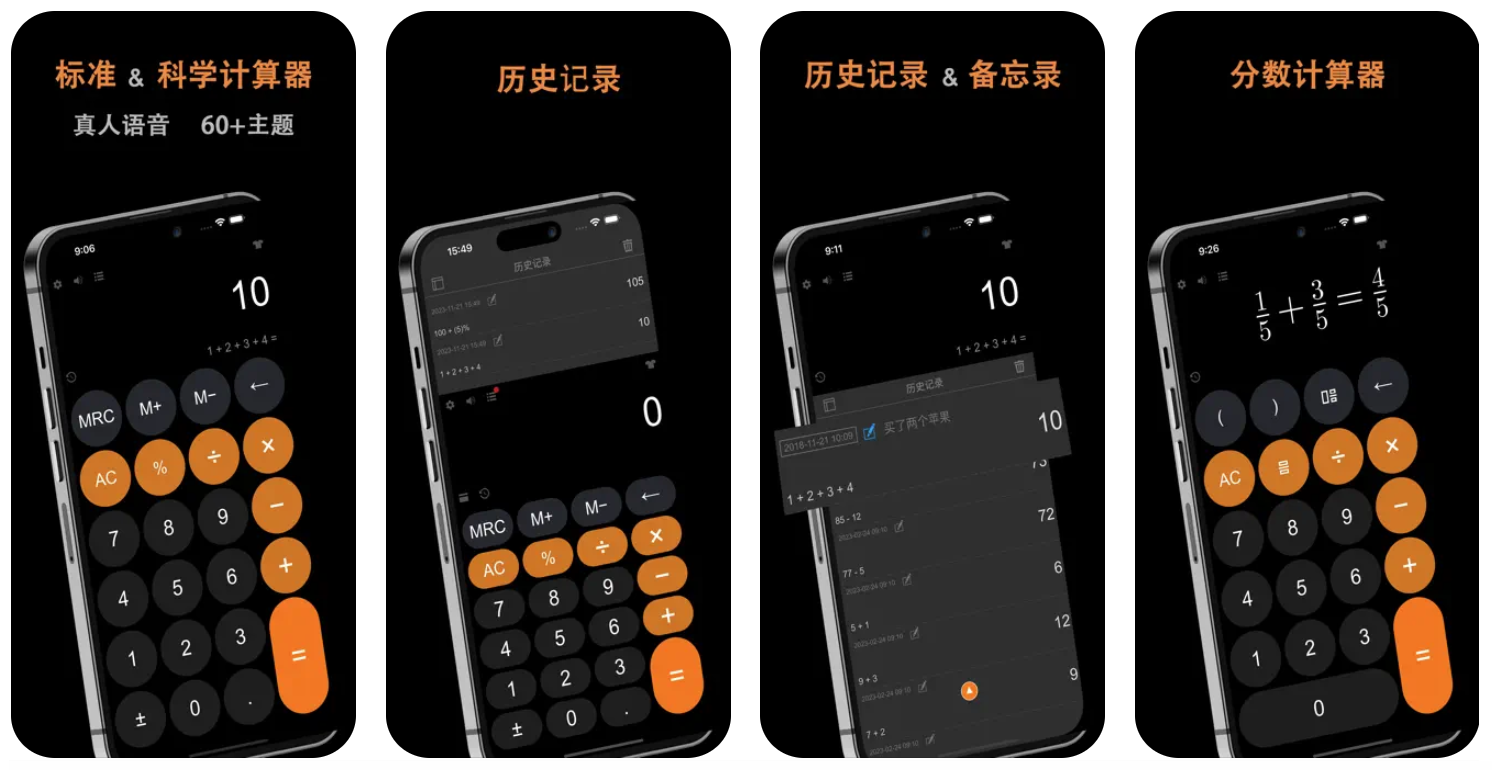 标准 & 科学计算器
真人语音 60+主题
9:06
10
1 + 2 + 3 + 4 =
MRC M+ M− ←
AC % ÷ ×
7 8 9 −
4 5 6 +
1 2 3 =
± 0 .
历史记录
15:49
历史记录
105
2023-11-21 15:49
100 + (5)%
10
2023-11-21 15:49
1 + 2 + 3 + 4
0
MRC M+ M− ←
AC % ÷ ×
7 8 9 −
4 5 6 +
1 2 3 =
± 0 .
历史记录 & 备忘录
9:11
10
1 + 2 + 3 + 4 =
历史记录
2018-11-21 10:09 买了两个苹果
10
1 + 2 + 3 + 4
73
85 - 12
2023-02-24 09:10
72
77 - 5
2023-02-24 09:10
6
5 + 1
2023-02-24 09:10
12
9 + 3
2023-02-24 09:10
9
7 + 2
2023-02-24 09:10
分数计算器
9:26
1/5 + 3/5 = 4/5
( ) ←
AC ÷ ×
7 8 9 −
4 5 6 +
1 2 3 =
0